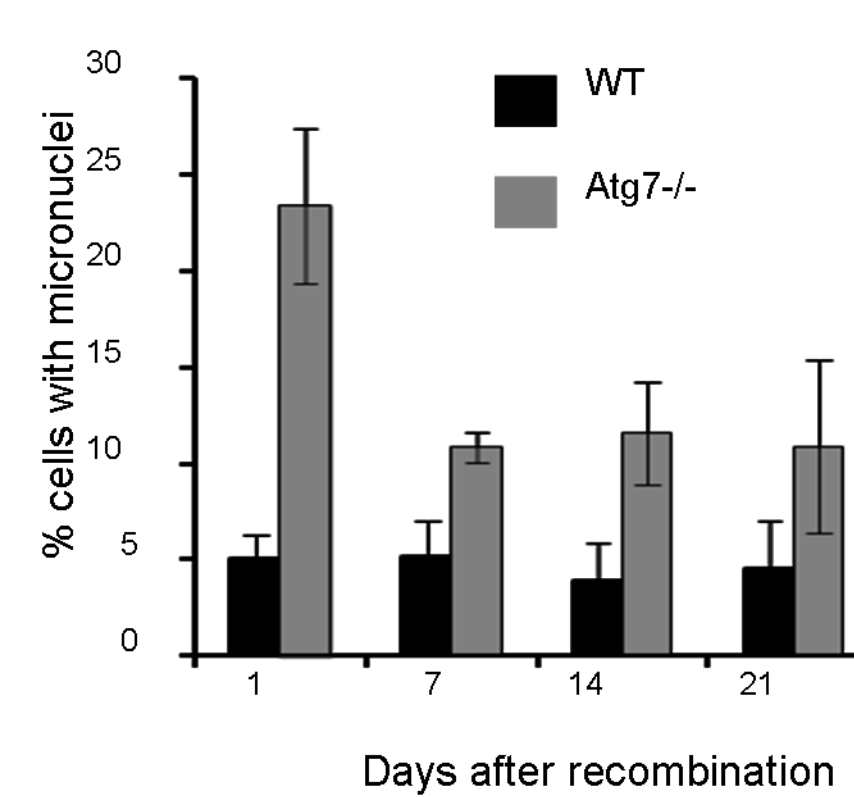 % cells with micronuclei
30
25
20
15
10
5
0
WT
Atg7-/-
1 7 14 21
Days after recombination